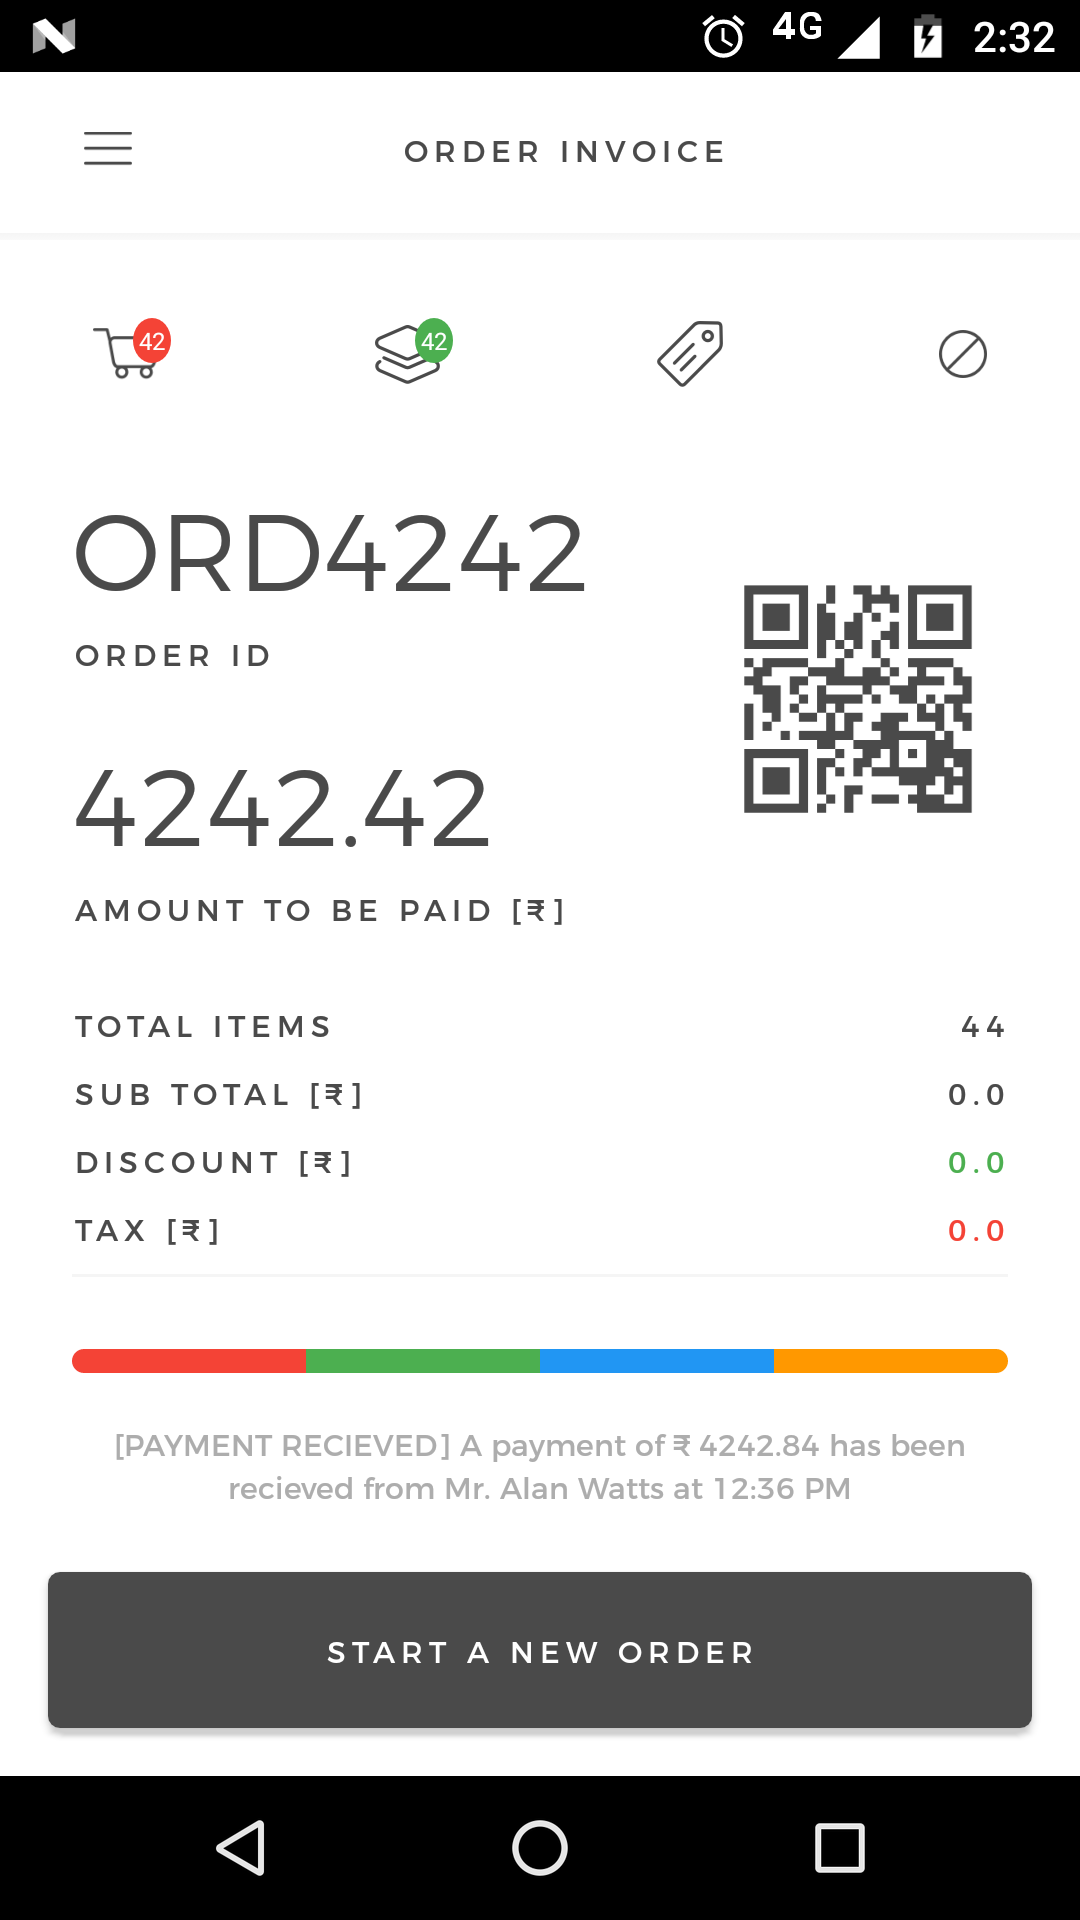 4G 2:32
ORDER INVOICE
42 42
ORD4242
ORDER ID
4242.42
AMOUNT TO BE PAID [₹]
TOTAL ITEMS 44
SUB TOTAL [₹] 0.0
DISCOUNT [₹] 0.0
TAX [₹] 0.0
[PAYMENT RECIEVED] A payment of ₹ 4242.84 has been
recieved from Mr. Alan Watts at 12:36 PM
START A NEW ORDER